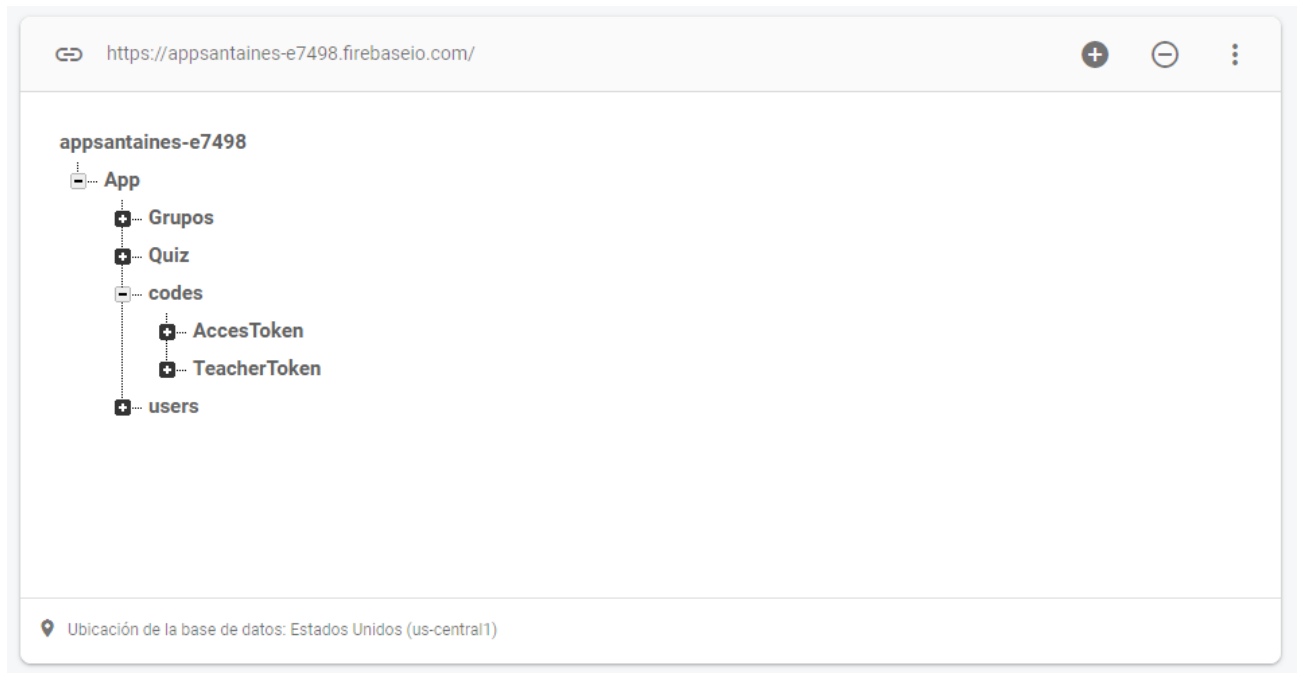 https://appsantaines-e7498.firebaseio.com/
appsantaines-e7498
App
Grupos
Quiz
codes
AccesToken
TeacherToken
users
Ubicación de la base de datos: Estados Unidos (us-central1)